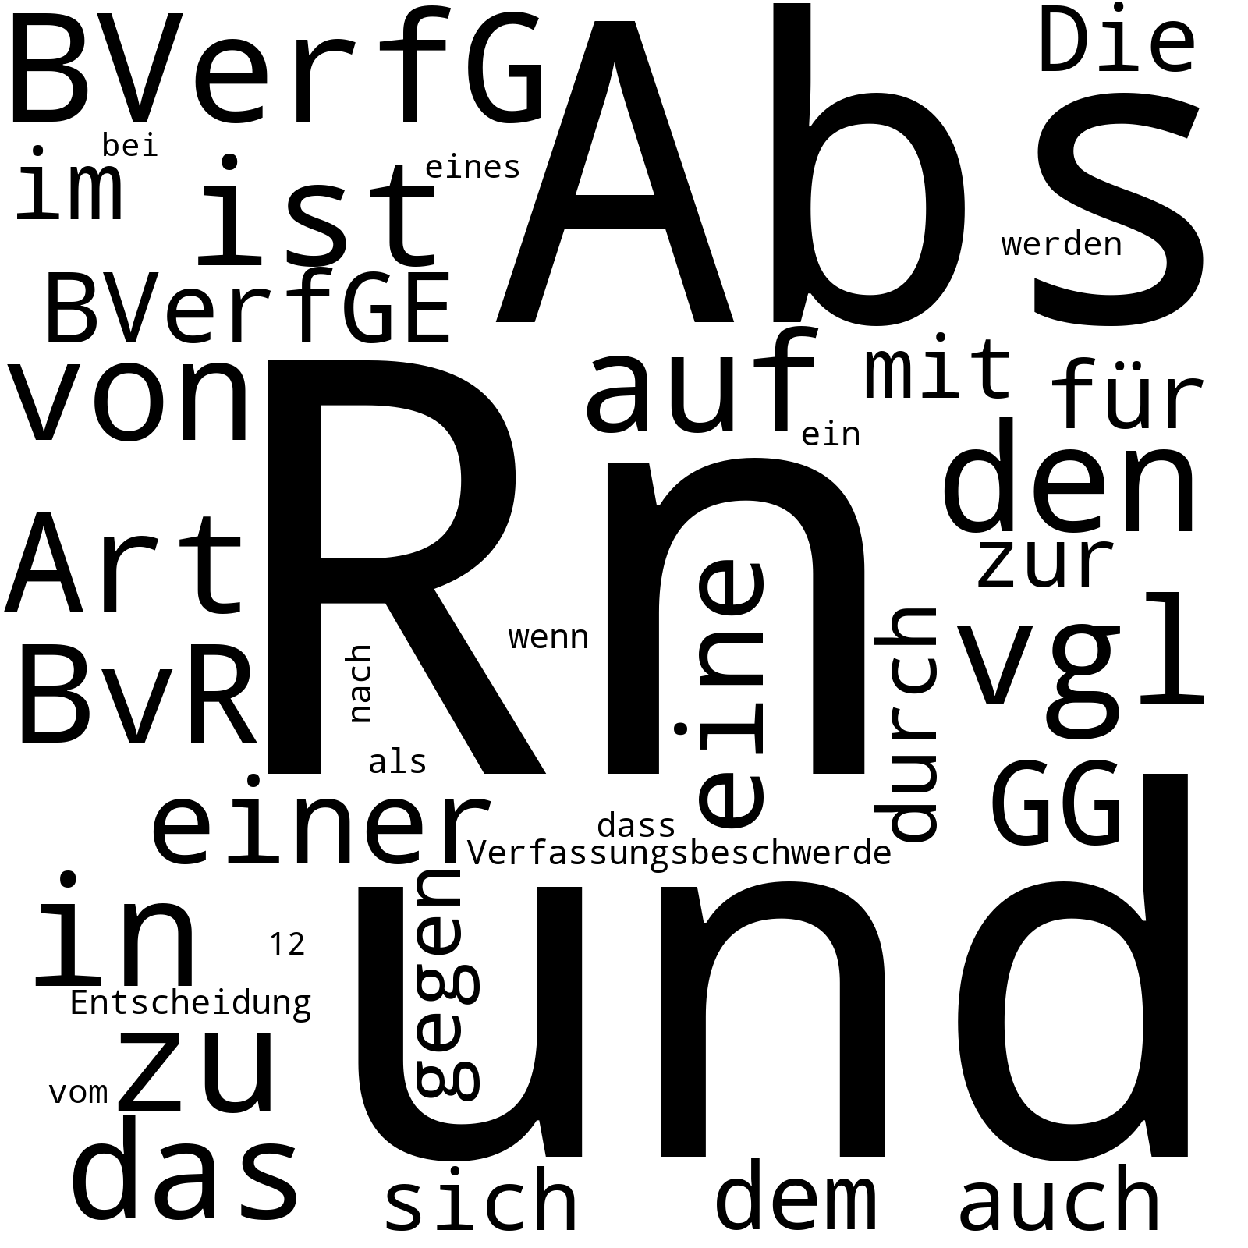 BVerfG
Abs
Die
bei
im
ist
eines
werden
BVerfGE
von
auf
mit
für
ein
den
Rn
Art
zur
eine
vgl
durch
wenn
nach
BvR
als
GG
einer
dass
Verfassungsbeschwerde
und
gegen
in
12
Entscheidung
zu
vom
das
sich
dem
auch